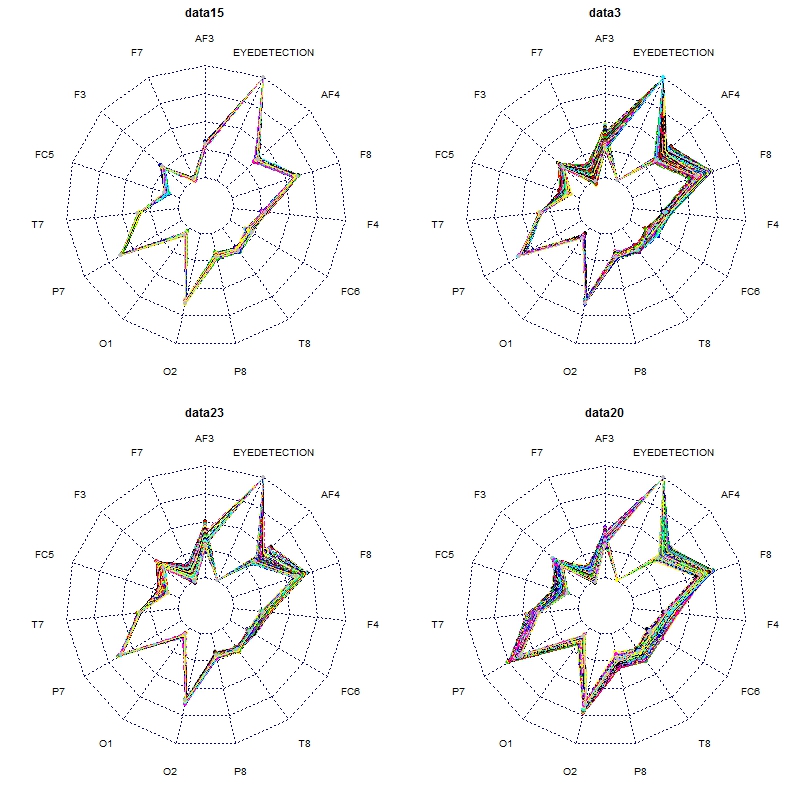 data15
AF3
EYEDETECTION
AF4
F8
F4
FC6
T8
P8
O2
O1
P7
T7
FC5
F3
F7
data3
AF3
EYEDETECTION
AF4
F8
F4
FC6
T8
P8
O2
O1
P7
T7
FC5
F3
F7
data23
AF3
EYEDETECTION
AF4
F8
F4
FC6
T8
P8
O2
O1
P7
T7
FC5
F3
F7
data20
AF3
EYEDETECTION
AF4
F8
F4
FC6
T8
P8
O2
O1
P7
T7
FC5
F3
F7